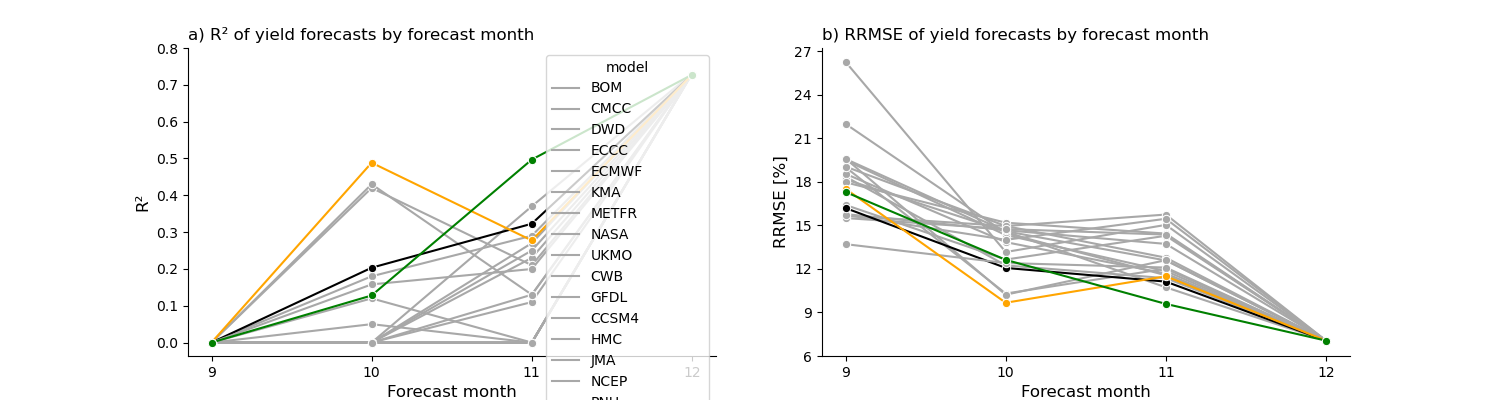 a) R² of yield forecasts by forecast month
0.8
0.7
0.6
0.5
0.4
0.3
0.2
0.1
0.0
R²
9
10
11
12
Forecast month
model
BOM
CMCC
DWD
ECCC
ECMWF
KMA
METFR
NASA
UKMO
CWB
GFDL
CCSM4
HMC
JMA
NCEP
b) RRMSE of yield forecasts by forecast month
27
24
21
18
15
12
9
6
RRMSE [%]
9
10
11
12
Forecast month